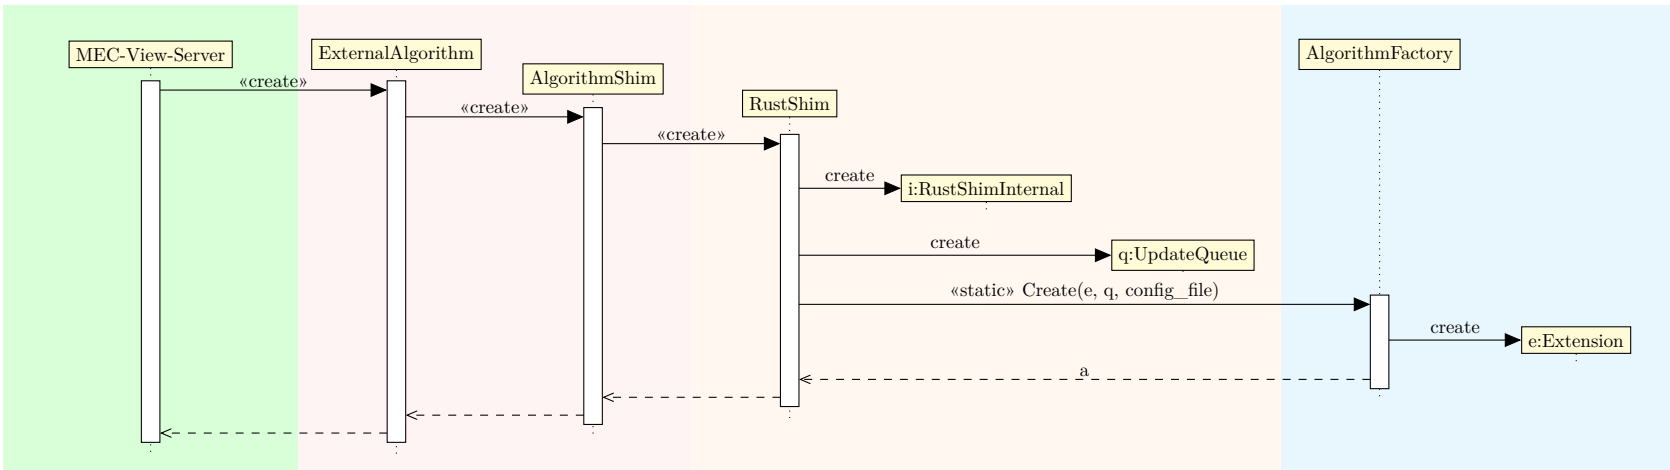 MEC-View-Server
ExternalAlgorithm
AlgorithmShim
RustShim
AlgorithmFactory
«create»
«create»
«create»
create
i:RustShimInternal
create
q:UpdateQueue
«static» Create(e, q, config_file)
create
e:Extension
a